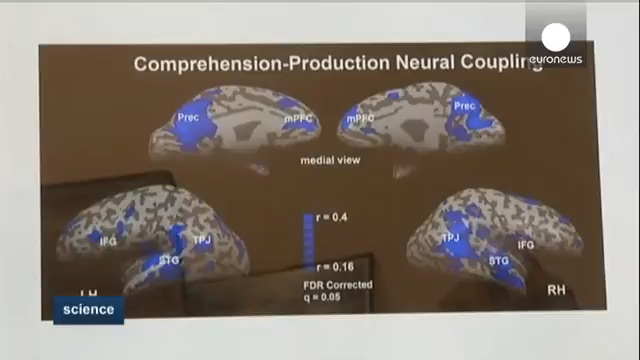 euronews
Comprehension-Production Neural Coupling
Prec
mPFC
mPFC
Prec
medial view
r = 0.4
IFG
TPJ
STG
TPJ
IFG
STG
r = 0.16
FDR Corrected
q = 0.05
LH
RH
science